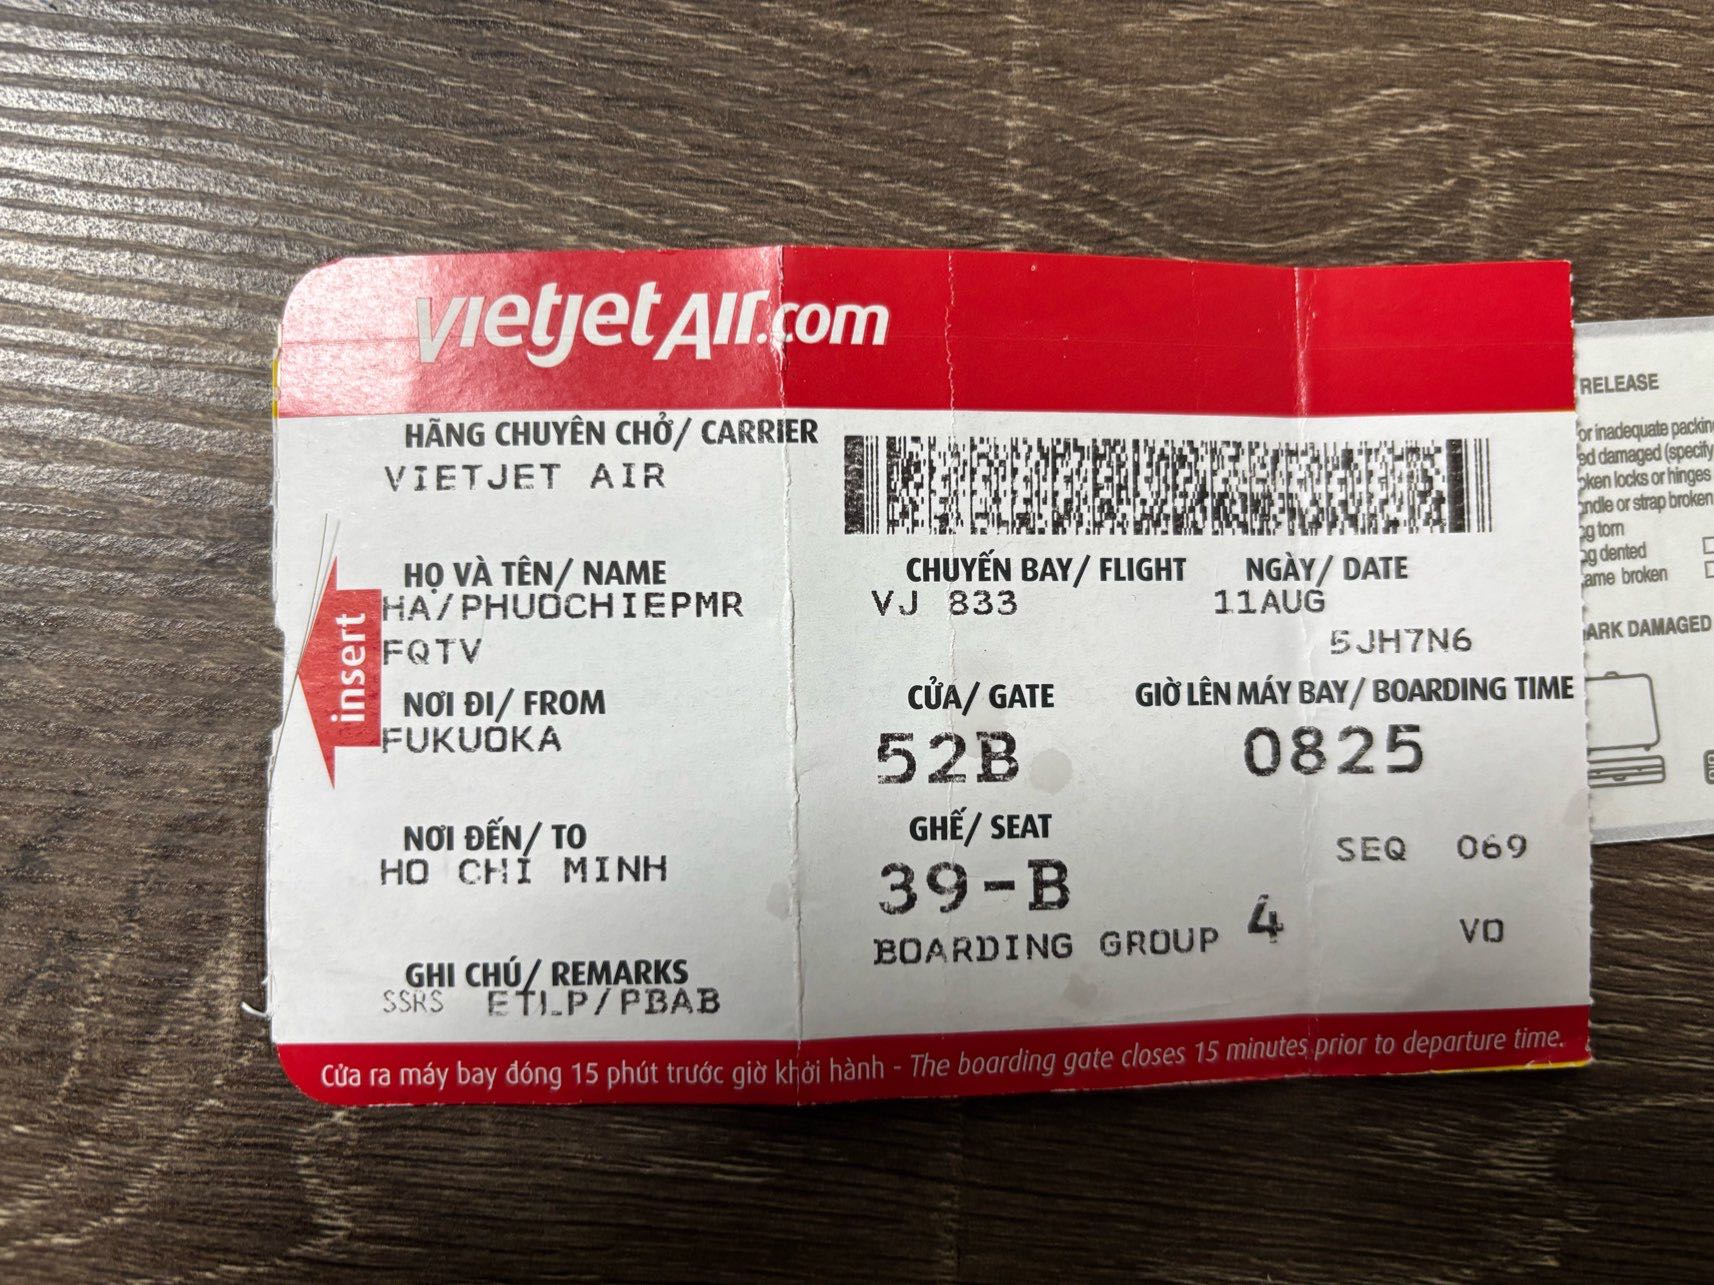 vietjetAir.com
HÃNG CHUYÊN CHỞ/ CARRIER
VIETJET AIR
HỌ VÀ TÊN/ NAME
HA/PHUOCHIEPMR
FQTV
NƠI ĐI/ FROM
FUKUOKA
NƠI ĐẾN/ TO
HO CHI MINH
GHI CHÚ/ REMARKS
SSRS ETLP/PBAB
insert
CHUYẾN BAY/ FLIGHT NGÀY/ DATE
VJ 833 11AUG
5JH7N6
CỬA/ GATE GIỜ LÊN MÁY BAY/ BOARDING TIME
52B 0825
GHẾ/ SEAT
39-B SEQ 069
BOARDING GROUP 4 VO
Cửa ra máy bay đóng 15 phút trước giờ khởi hành - The boarding gate closes 15 minutes prior to departure time.
RELEASE
or inadequate packin
ed damaged (specify
oken locks or hinges
ndle or strap broken
g torn
g dented
ame broken
ARK DAMAGED